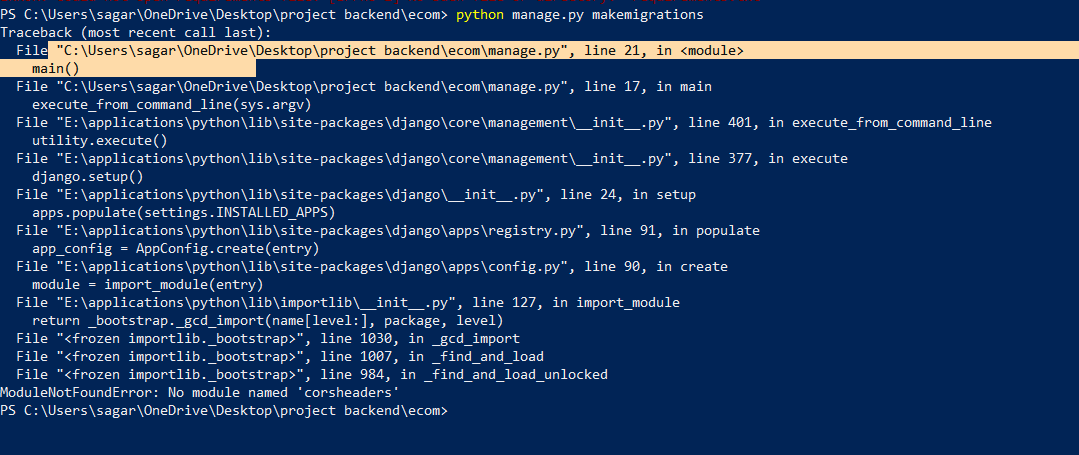 PS C:\Users\sagar\OneDrive\Desktop\project backend\ecom> python manage.py makemigrations
Traceback (most recent call last):
  File "C:\Users\sagar\OneDrive\Desktop\project backend\ecom\manage.py", line 21, in <module>
    main()
  File "C:\Users\sagar\OneDrive\Desktop\project backend\ecom\manage.py", line 17, in main
    execute_from_command_line(sys.argv)
  File "E:\applications\python\lib\site-packages\django\core\management\__init__.py", line 401, in execute_from_command_line
    utility.execute()
  File "E:\applications\python\lib\site-packages\django\core\management\__init__.py", line 377, in execute
    django.setup()
  File "E:\applications\python\lib\site-packages\django\__init__.py", line 24, in setup
    apps.populate(settings.INSTALLED_APPS)
  File "E:\applications\python\lib\site-packages\django\apps\registry.py", line 91, in populate
    app_config = AppConfig.create(entry)
  File "E:\applications\python\lib\site-packages\django\apps\config.py", line 90, in create
    module = import_module(entry)
  File "E:\applications\python\lib\importlib\__init__.py", line 127, in import_module
    return _bootstrap._gcd_import(name[level:], package, level)
  File "<frozen importlib._bootstrap>", line 1030, in _gcd_import
  File "<frozen importlib._bootstrap>", line 1007, in _find_and_load
  File "<frozen importlib._bootstrap>", line 984, in _find_and_load_unlocked
ModuleNotFoundError: No module named 'corsheaders'
PS C:\Users\sagar\OneDrive\Desktop\project backend\ecom>